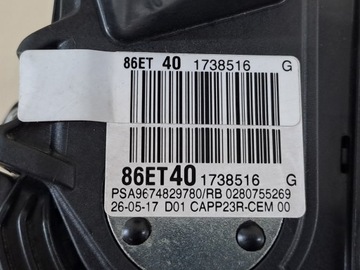 86ET 40 1738516 G
86ET40 1738516 G
PSA9674829780/RB 0280755269
26-05-17 D01 CAPP23R-CEM 00